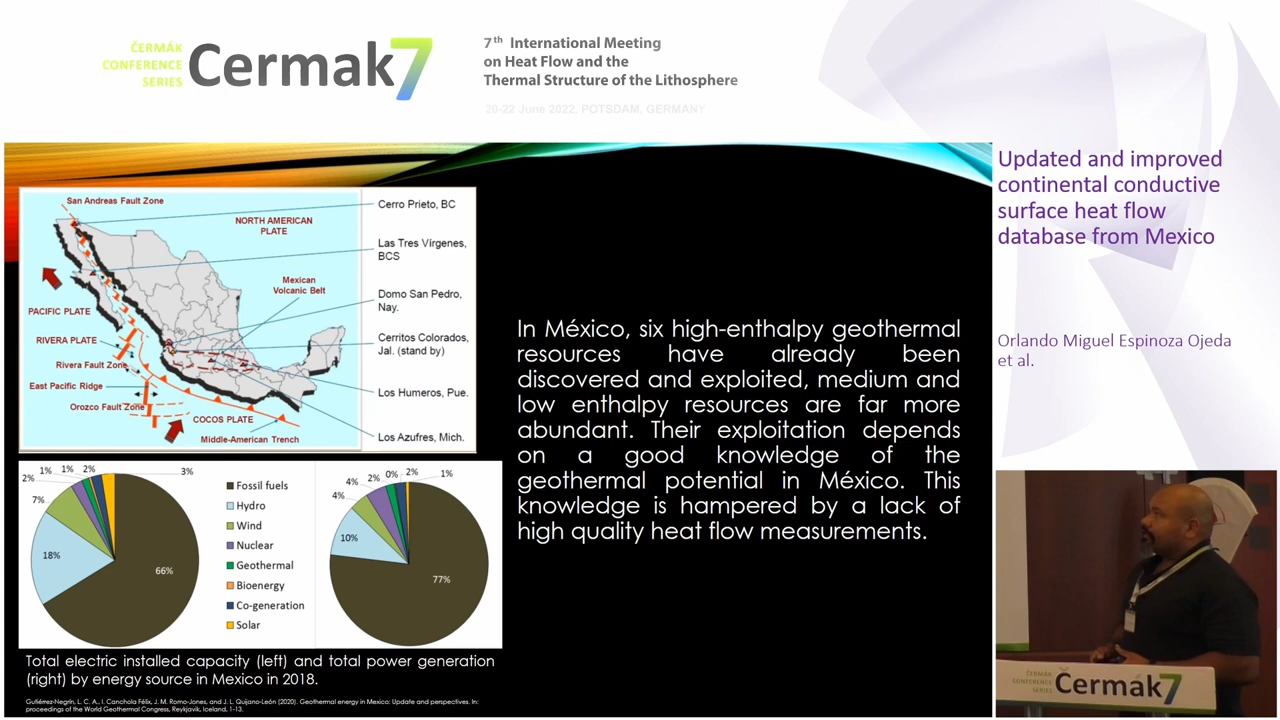 ČERMÁK
CONFERENCE
SERIES
Cermak7
7th International Meeting
on Heat Flow and the
Thermal Structure of the Lithosphere
20-22 June 2022, POTSDAM, GERMANY
San Andreas Fault Zone
NORTH AMERICAN
PLATE
Mexican
Volcanic Belt
PACIFIC PLATE
RIVERA PLATE
Rivera Fault Zone
East Pacific Ridge
Orozco Fault Zone
COCOS PLATE
Middle-American Trench
Cerro Prieto, BC
Las Tres Vírgenes,
BCS
Domo San Pedro,
Nay.
Cerritos Colorados,
Jal. (stand by)
Los Humeros, Pue.
Los Azufres, Mich.
In México, six high-enthalpy geothermal
resources have already been
discovered and exploited, medium and
low enthalpy resources are far more
abundant. Their exploitation depends
on a good knowledge of the
geothermal potential in México. This
knowledge is hampered by a lack of
high quality heat flow measurements.
2% 1% 1% 2% 3%
7%
18%
66%
Fossil fuels
Hydro
Wind
Nuclear
Geothermal
Bioenergy
Co-generation
Solar
4% 4% 2% 0% 2% 1%
10%
77%
Total electric installed capacity (left) and total power generation
(right) by energy source in Mexico in 2018.
Gutiérrez-Negrín, L. C. A., I. Canchola Félix, J. M. Romo-Jones, and J. L. Quijano-León (2020). Geothermal energy in Mexico: Update and perspectives. In:
proceedings of the World Geothermal Congress, Reykjavik, Iceland, 1-13.
Updated and improved
continental conductive
surface heat flow
database from Mexico
Orlando Miguel Espinoza Ojeda
et al.
ČERMÁK
CONFERENCE
SERIES
Čermak7